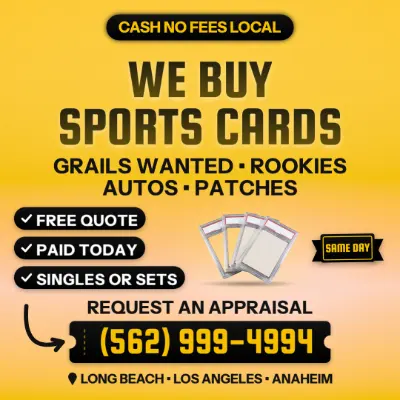 CASH NO FEES LOCAL
WE BUY
SPORTS CARDS
GRAILS WANTED ▪ ROOKIES
AUTOS ▪ PATCHES
FREE QUOTE
PAID TODAY
SINGLES OR SETS
SAME DAY
REQUEST AN APPRAISAL
(562) 999-4994
LONG BEACH ▪ LOS ANGELES ▪ ANAHEIM